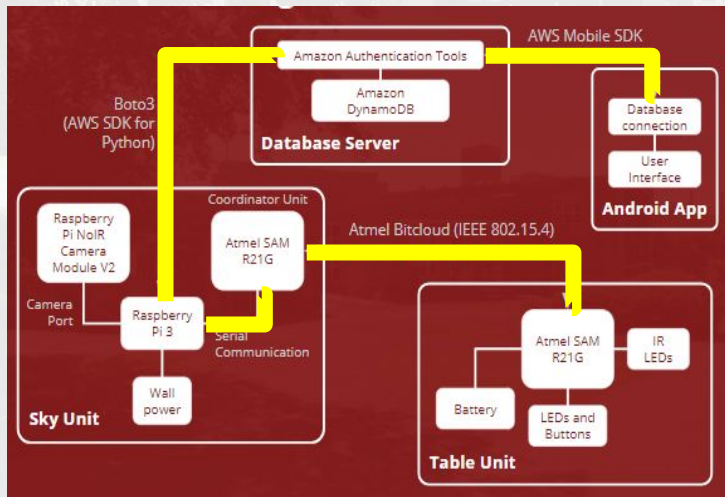 AWS Mobile SDK
Amazon Authentication Tools
Amazon
DynamoDB
Database Server
Boto3
(AWS SDK for
Python)
Database
connection
User
Interface
Android App
Coordinator Unit
Raspberry
Pi NoIR
Camera
Module V2
Atmel SAM
R21G
Camera
Port
Raspberry
Pi 3
Serial
Communication
Wall
power
Sky Unit
Atmel Bitcloud (IEEE 802.15.4)
Atmel SAM
R21G
IR
LEDs
Battery
LEDs and
Buttons
Table Unit